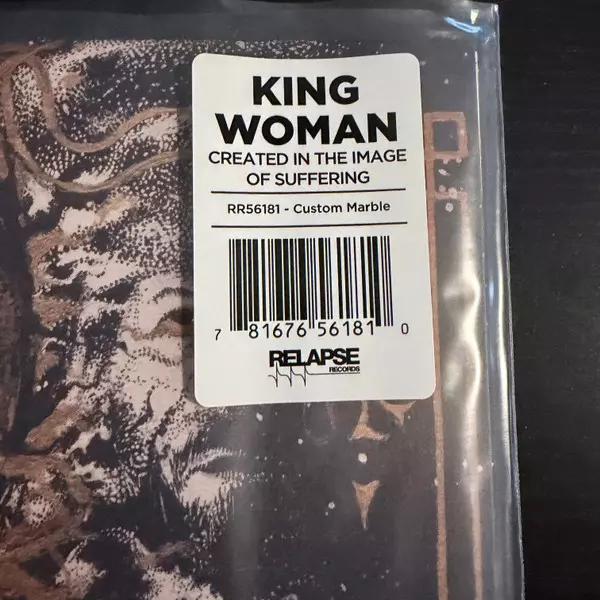 KING
WOMAN
CREATED IN THE IMAGE
OF SUFFERING
RR56181 - Custom Marble
7 81676 56181 0
RELAPSE
RECORDS